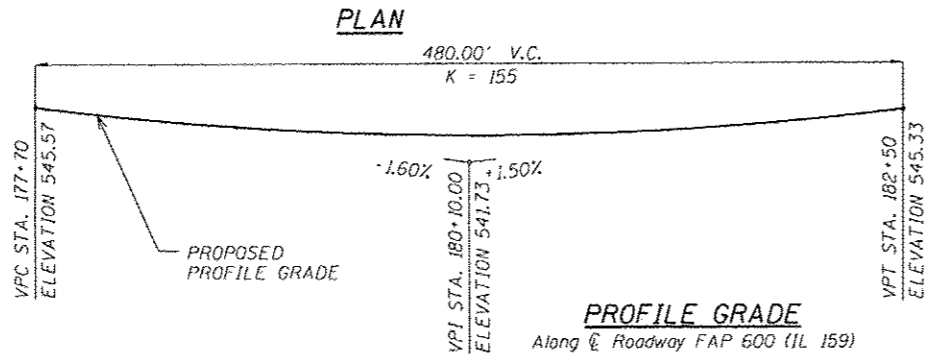 PLAN
480.00' V.C.
K = 155
VPC STA. 177+70
ELEVATION 545.57
-1.60%
+1.50%
PROPOSED
PROFILE GRADE
VPI STA. 180+10.00
ELEVATION 541.73
VPT STA. 182+50
ELEVATION 545.33
PROFILE GRADE
Along ℄ Roadway FAP 600 (IL 159)